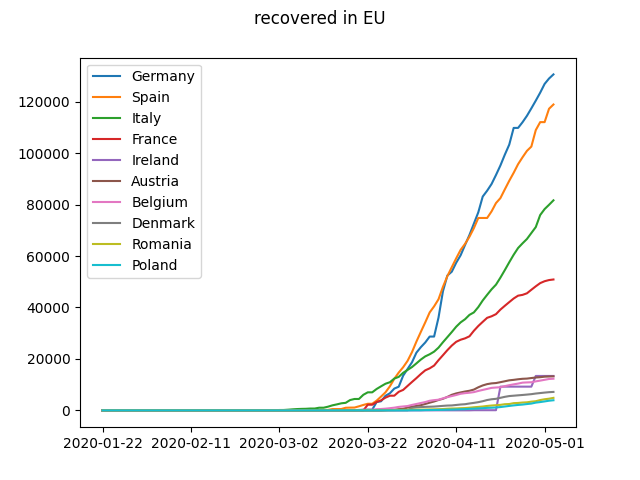 recovered in EU
Germany
Spain
Italy
France
Ireland
Austria
Belgium
Denmark
Romania
Poland
120000
100000
80000
60000
40000
20000
0
2020-01-22 2020-02-11 2020-03-02 2020-03-22 2020-04-11 2020-05-01